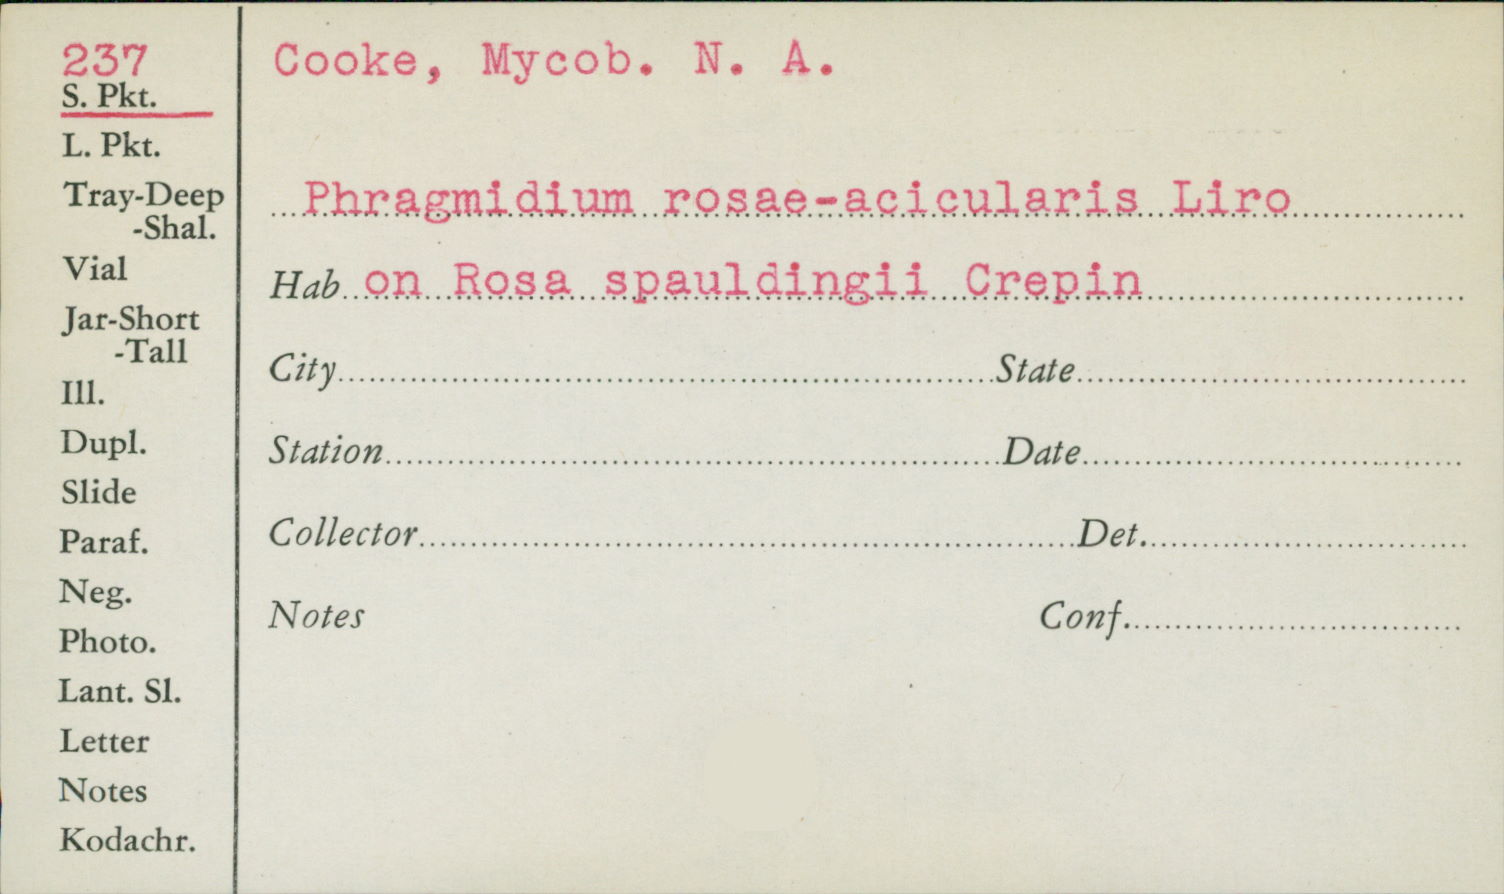 237
S. Pkt.
L. Pkt.
Tray-Deep
-Shal.
Vial
Jar-Short
-Tall
Ill.
Dupl.
Slide
Paraf.
Neg.
Photo.
Lant. Sl.
Letter
Notes
Kodachr.
Cooke, Mycob. N. A.
Phragmidium rosae-acicularis Liro
Hab on Rosa spauldingii Crepin
City State
Station Date
Collector Det.
Notes Conf.